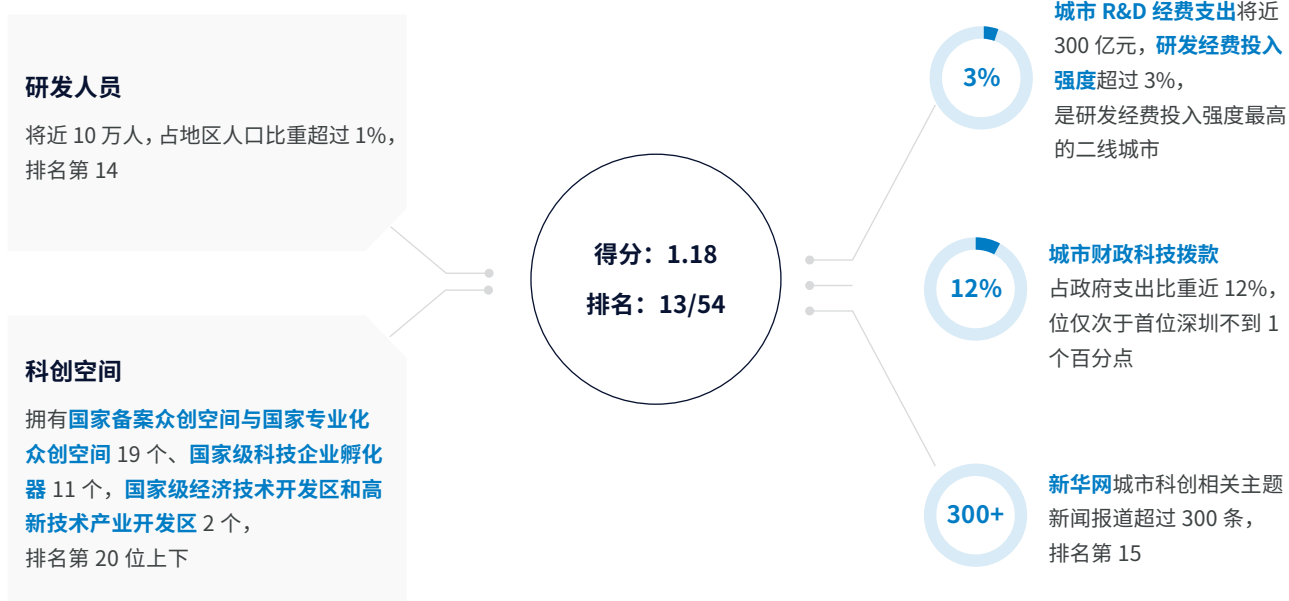 研发人员
将近 10 万人，占地区人口比重超过 1%，
排名第 14
科创空间
拥有国家备案众创空间与国家专业化
众创空间 19 个、国家级科技企业孵化
器 11 个，国家级经济技术开发区和高
新技术产业开发区 2 个，
排名第 20 位上下
得分：1.18
排名：13/54
3%
城市 R&D 经费支出将近
300 亿元，研发经费投入
强度超过 3%，
是研发经费投入强度最高
的二线城市
12%
城市财政科技拨款
占政府支出比重近 12%，
位仅次于首位深圳不到 1
个百分点
300+
新华网城市科创相关主题
新闻报道超过 300 条，
排名第 15